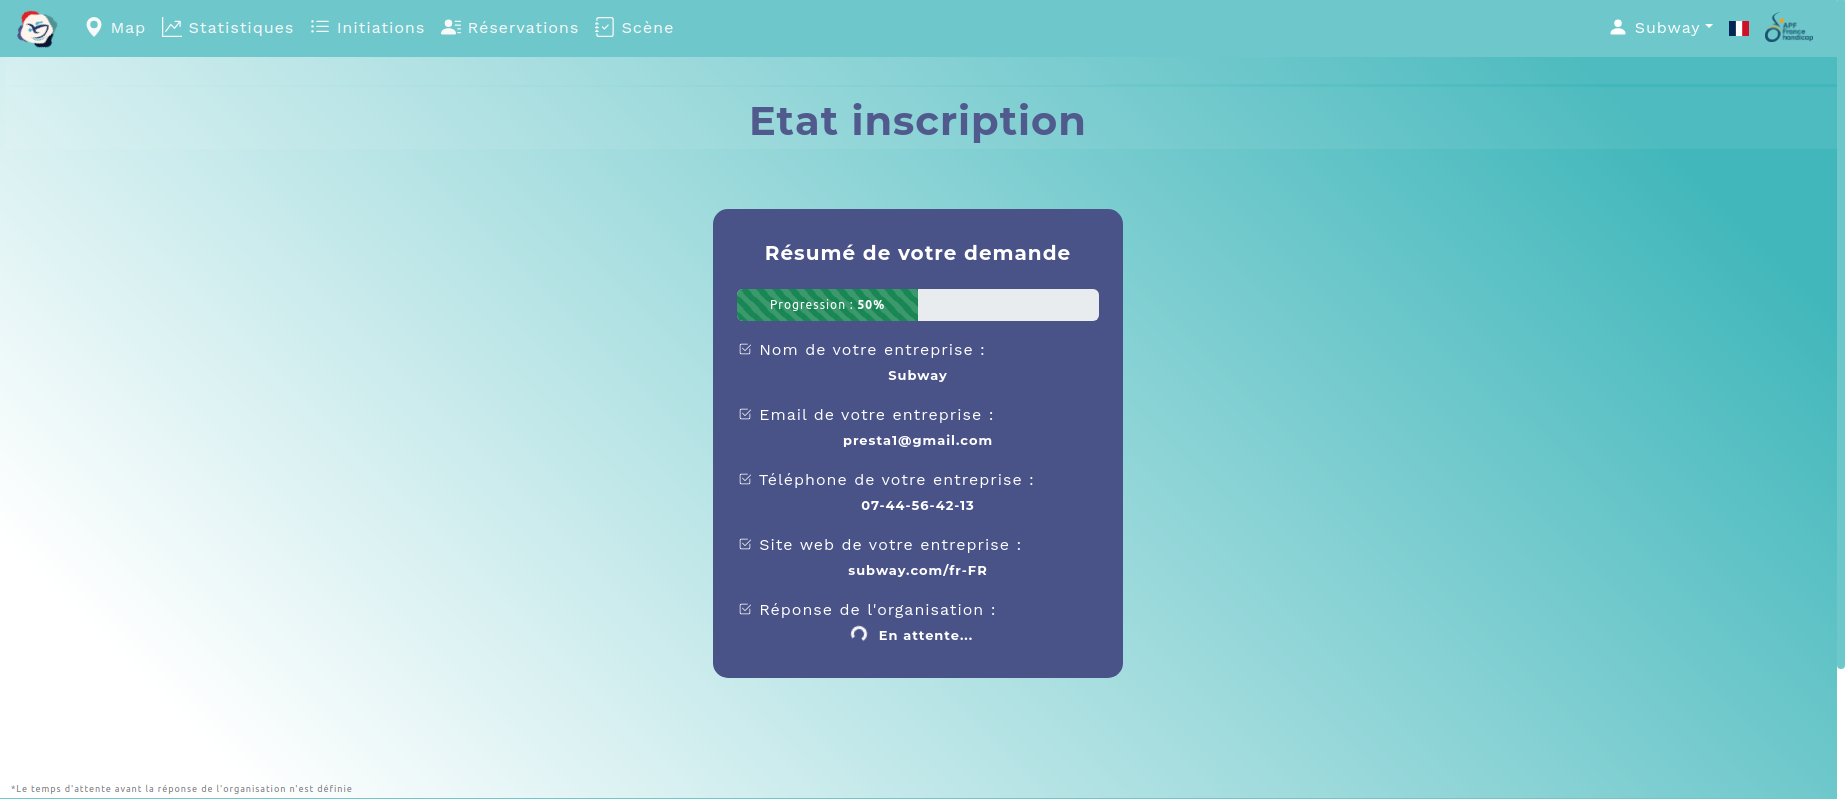 Map Statistiques Initiations Réservations Scène Subway
APF
France
handicap
Etat inscription
Résumé de votre demande
Progression : 50%
Nom de votre entreprise :
Subway
Email de votre entreprise :
presta1@gmail.com
Téléphone de votre entreprise :
07-44-56-42-13
Site web de votre entreprise :
subway.com/fr-FR
Réponse de l'organisation :
En attente...
*Le temps d'attente avant la réponse de l'organisation n'est définie